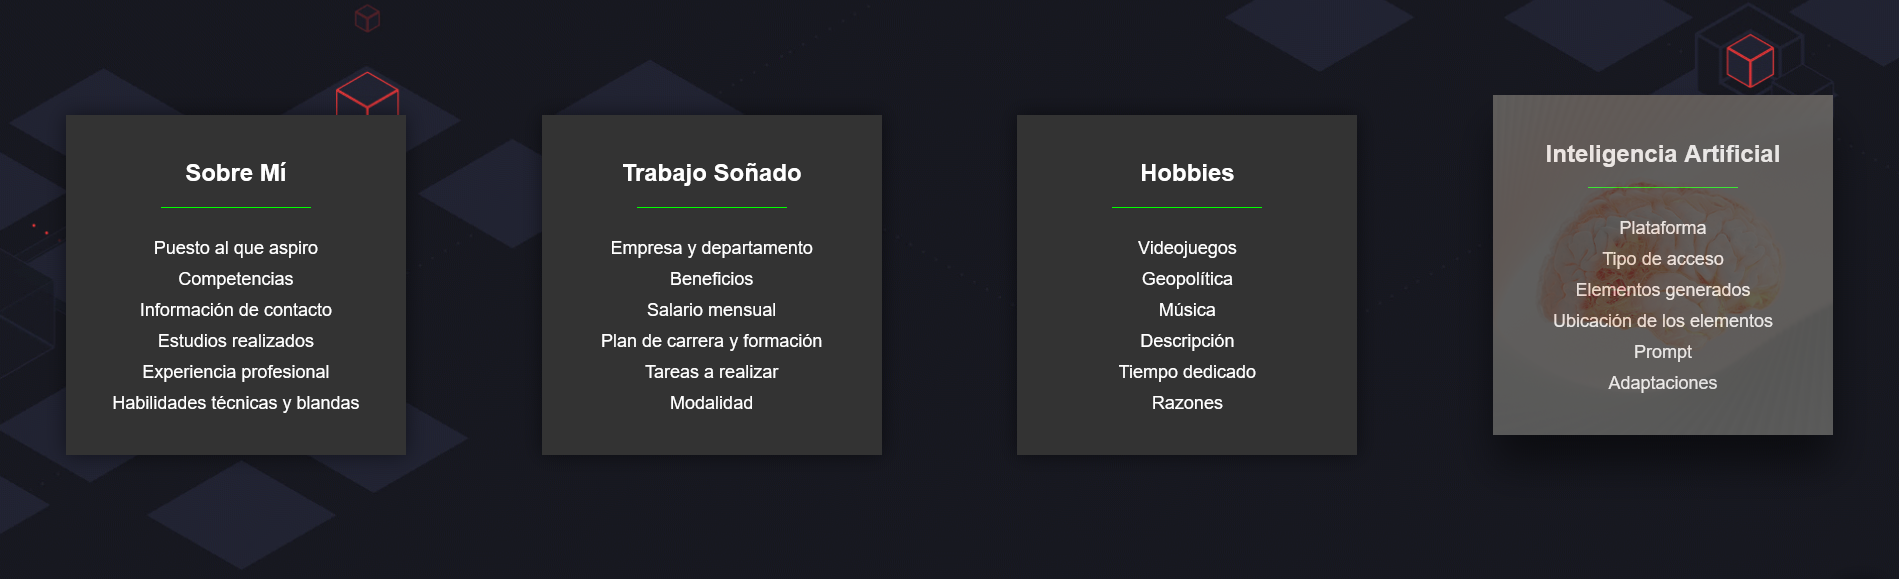 Sobre Mí
Puesto al que aspiro
Competencias
Información de contacto
Estudios realizados
Experiencia profesional
Habilidades técnicas y blandas
Trabajo Soñado
Empresa y departamento
Beneficios
Salario mensual
Plan de carrera y formación
Tareas a realizar
Modalidad
Hobbies
Videojuegos
Geopolítica
Música
Descripción
Tiempo dedicado
Razones
Inteligencia Artificial
Plataforma
Tipo de acceso
Elementos generados
Ubicación de los elementos
Prompt
Adaptaciones